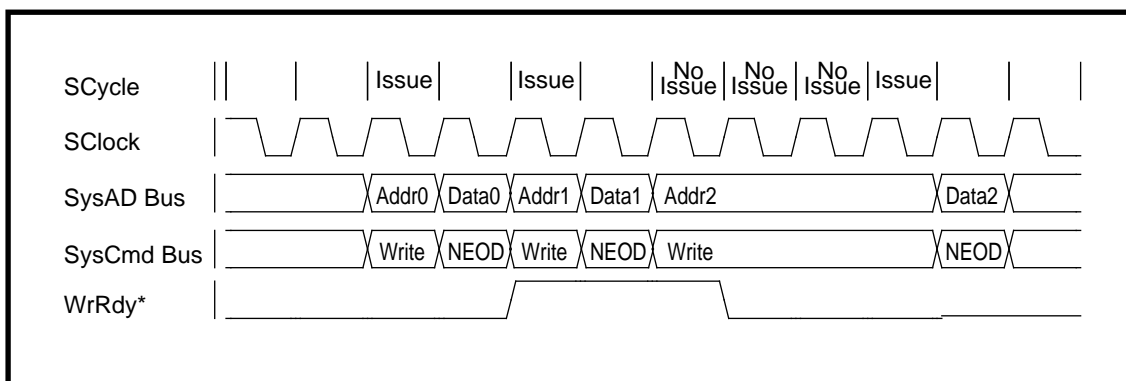 SCycle Issue Issue No Issue No Issue No Issue Issue
SClock
SysAD Bus Addr0 Data0 Addr1 Data1 Addr2 Data2
SysCmd Bus Write NEOD Write NEOD Write NEOD
WrRdy*